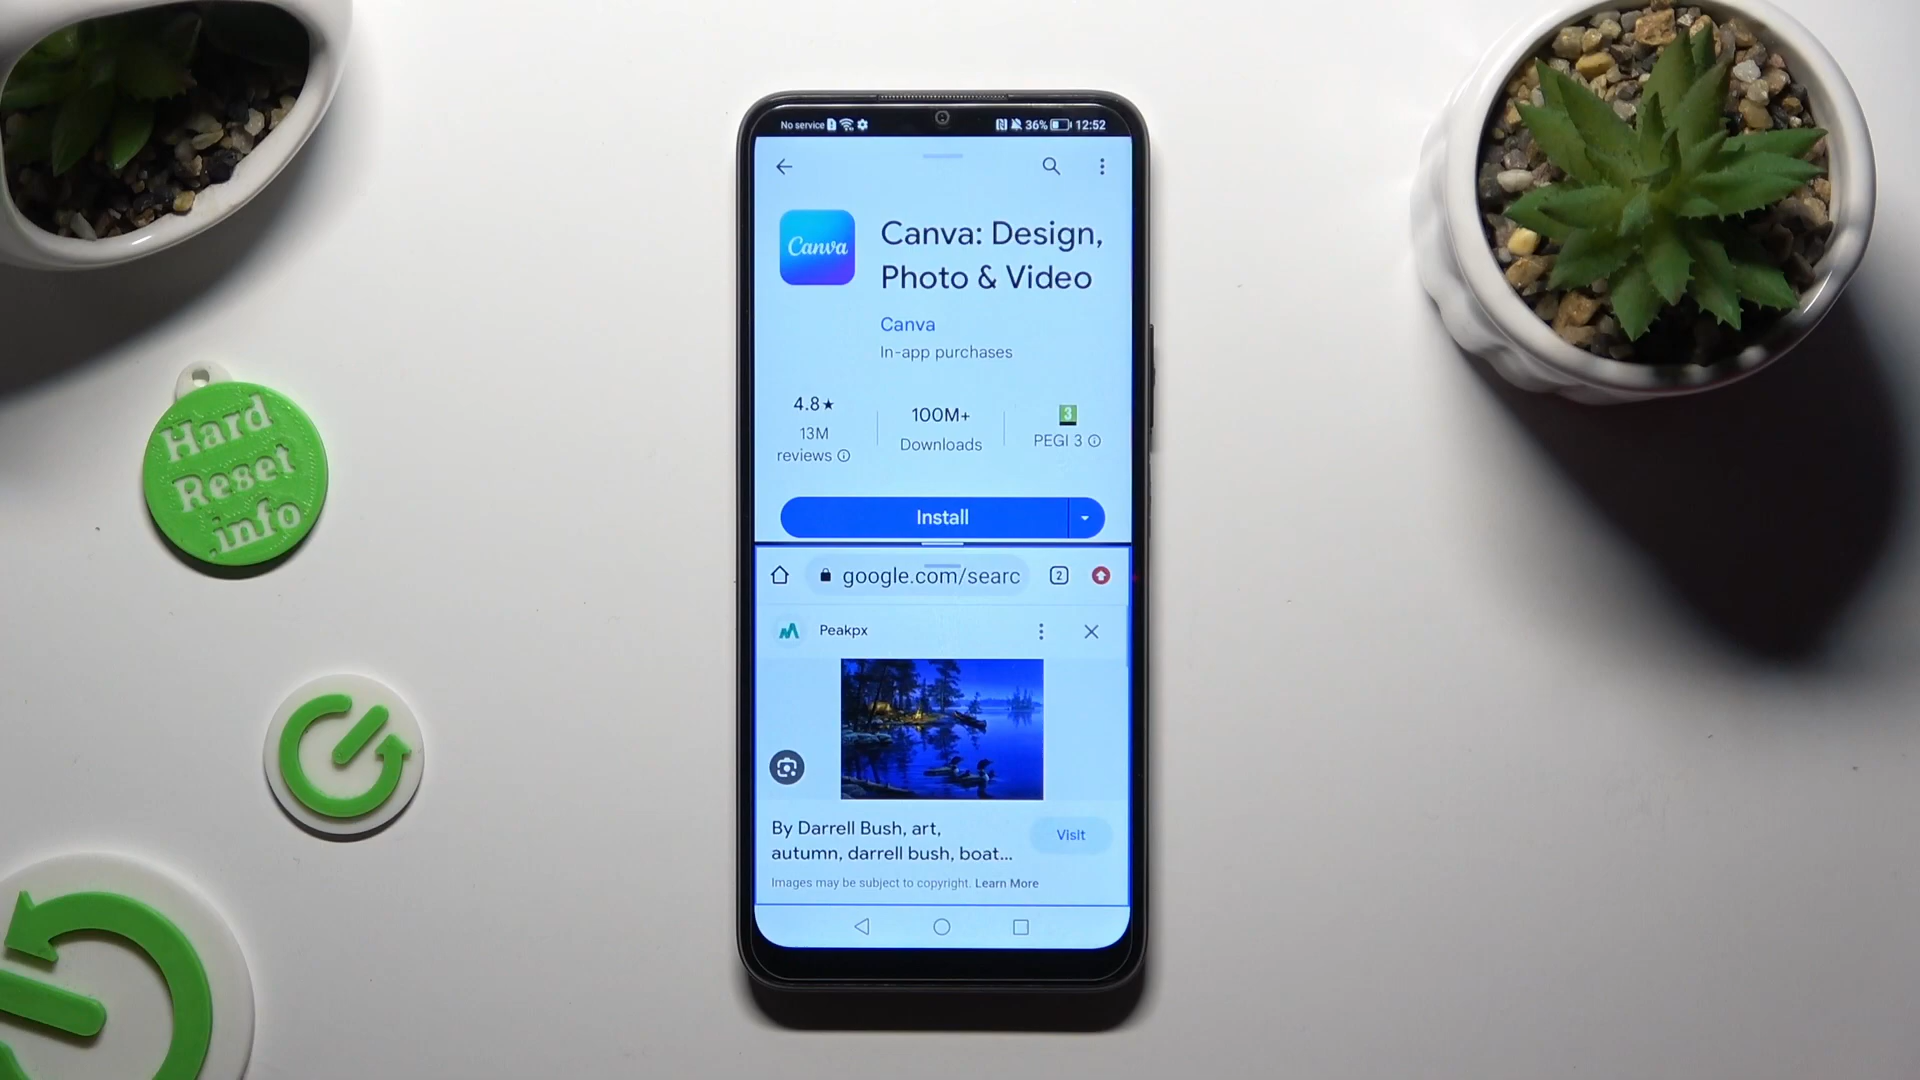 No service
36%
12:52
Canva
Canva: Design,
Photo & Video
Canva
In-app purchases
4.8★
13M
reviews
100M+
Downloads
3
PEGI 3
Install
google.com/searc
2
Peakpx
By Darrell Bush, art,
autumn, darrell bush, boat...
Visit
Images may be subject to copyright. Learn More
Hard
Reset
.info